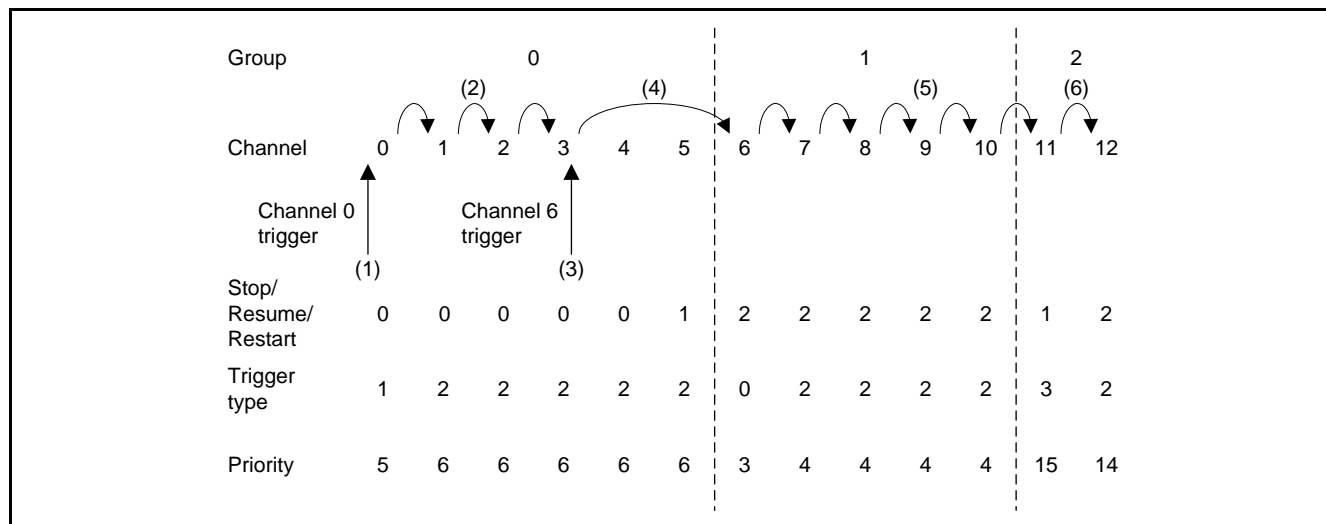 Group 0 1 2
(2) (4) (5) (6)
Channel 0 1 2 3 4 5 6 7 8 9 10 11 12
Channel 0
trigger
Channel 6
trigger
(1) (3)
Stop/
Resume/
Restart
0 0 0 0 0 1 2 2 2 2 2 1 2
Trigger
type
1 2 2 2 2 2 0 2 2 2 2 3 2
Priority 5 6 6 6 6 6 3 4 4 4 4 15 14